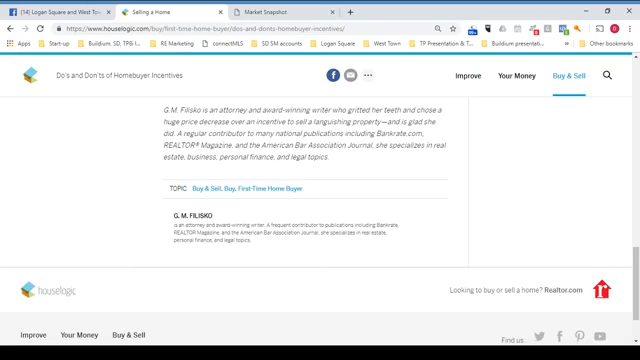 (14) Logan Square and West To
Selling a Home
Market Snapshot
https://www.houselogic.com/buy/first-time-home-buyer/dos-and-donts-homebuyer-incentives/
Apps
Start-up
Buildium, SD, TPBi l
RE Marketing
connectMLS
SD SM accounts
Logan Square
West Town
TP Presentation & T
Buildium presentati
»
Other bookmarks
Do's and Don'ts of Homebuyer Incentives
Improve
Your Money
Buy & Sell
G.M. Filisko is an attorney and award-winning writer who gritted her teeth and chose a
huge price decrease over an incentive to sell a languishing property—and is glad she
did. A regular contributor to many national publications including Bankrate.com,
REALTOR® Magazine, and the American Bar Association Journal, she specializes in real
estate, business, personal finance, and legal topics.
TOPIC Buy & Sell, Buy, First-Time Home Buyer
G. M. FILISKO
is an attorney and award-winning writer. A frequent contributor to publications including Bankrate,
REALTOR Magazine, and the American Bar Association Journal, she specializes in real estate,
personal finance, and legal topics.
houselogic
Looking to buy or sell a home? Realtor.com
Improve
Your Money
Buy & Sell
Find us